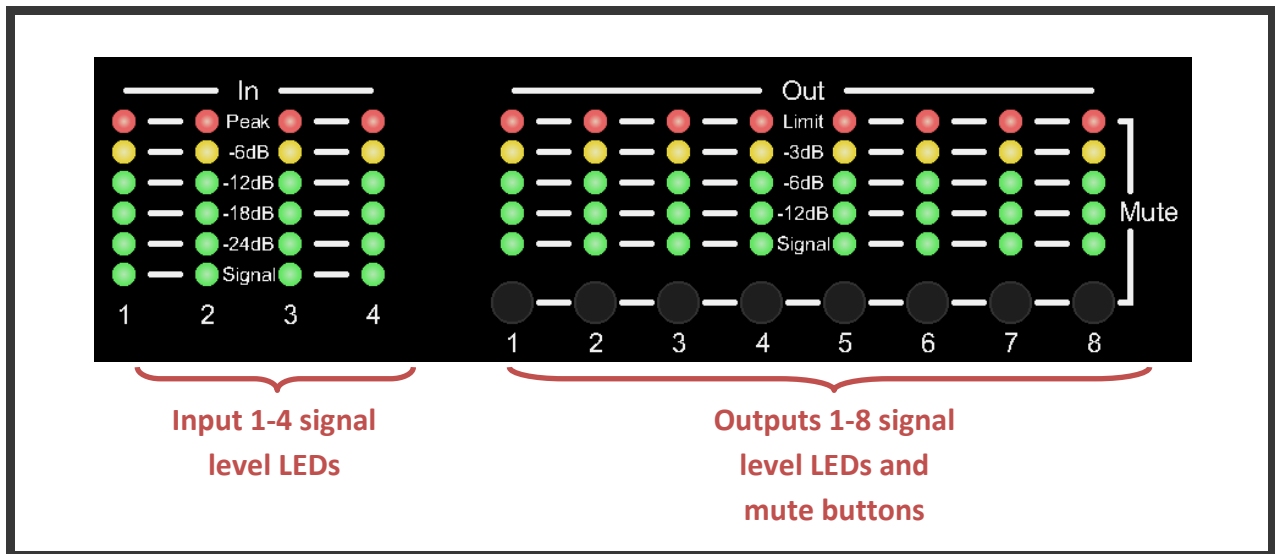 In
Peak
-6dB
-12dB
-18dB
-24dB
Signal
1 2 3 4
Out
Limit
-3dB
-6dB
-12dB
Signal
Mute
1 2 3 4 5 6 7 8
Input 1-4 signal
level LEDs
Outputs 1-8 signal
level LEDs and
mute buttons